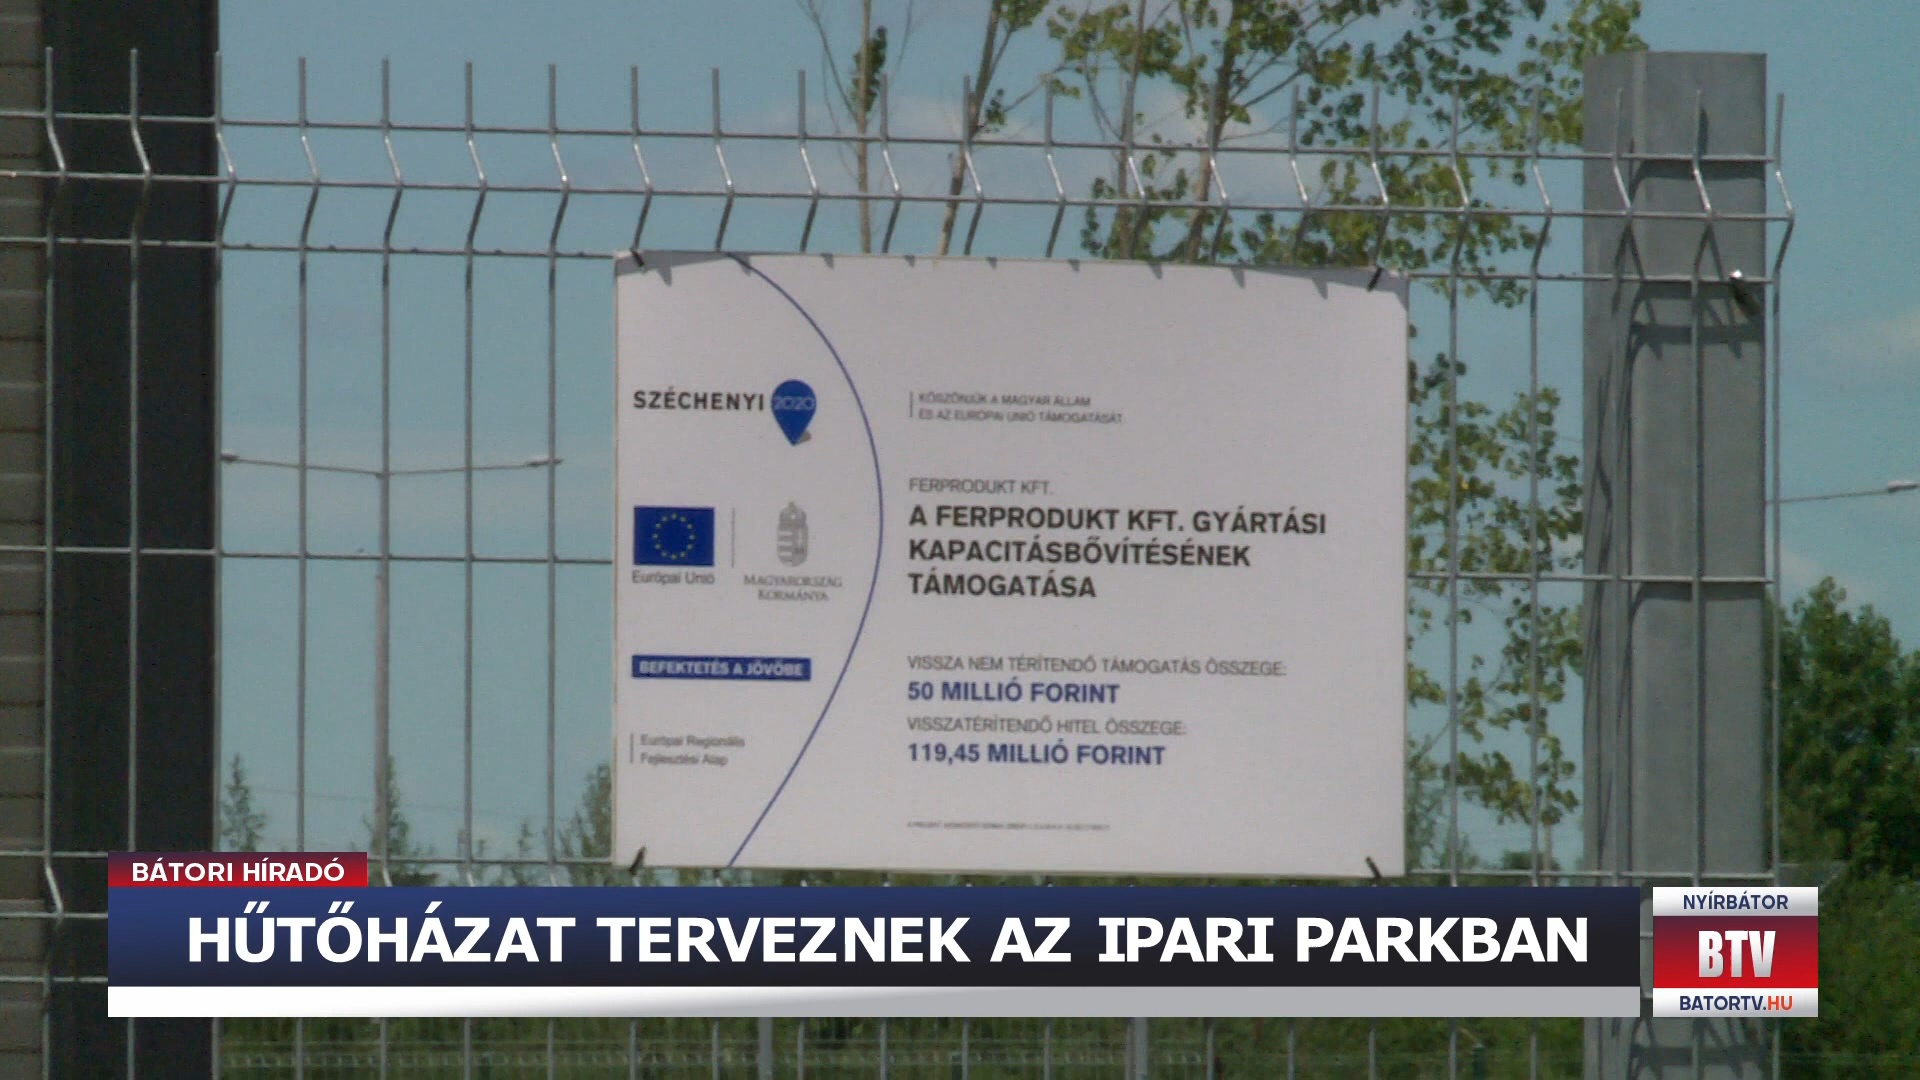 SZÉCHENYI 2020
KÖSZÖNJÜK A MAGYAR ÁLLAM
ÉS AZ EURÓPAI UNIÓ TÁMOGATÁSÁT.
FERPRODUKT KFT.
A FERPRODUKT KFT. GYÁRTÁSI
KAPACITÁSBŐVÍTÉSÉNEK
TÁMOGATÁSA
Európai Unió
MAGYARORSZÁG
KORMÁNYA
BEFEKTETÉS A JÖVŐBE
VISSZA NEM TÉRÍTENDŐ TÁMOGATÁS ÖSSZEGE:
50 MILLIÓ FORINT
VISSZATÉRÍTENDŐ HITEL ÖSSZEGE:
119,45 MILLIÓ FORINT
Európai Regionális
Fejlesztési Alap
BÁTORI HÍRADÓ
HŰTŐHÁZAT TERVEZNEK AZ IPARI PARKBAN
NYÍRBÁTOR
BTV
BATORTV.HU